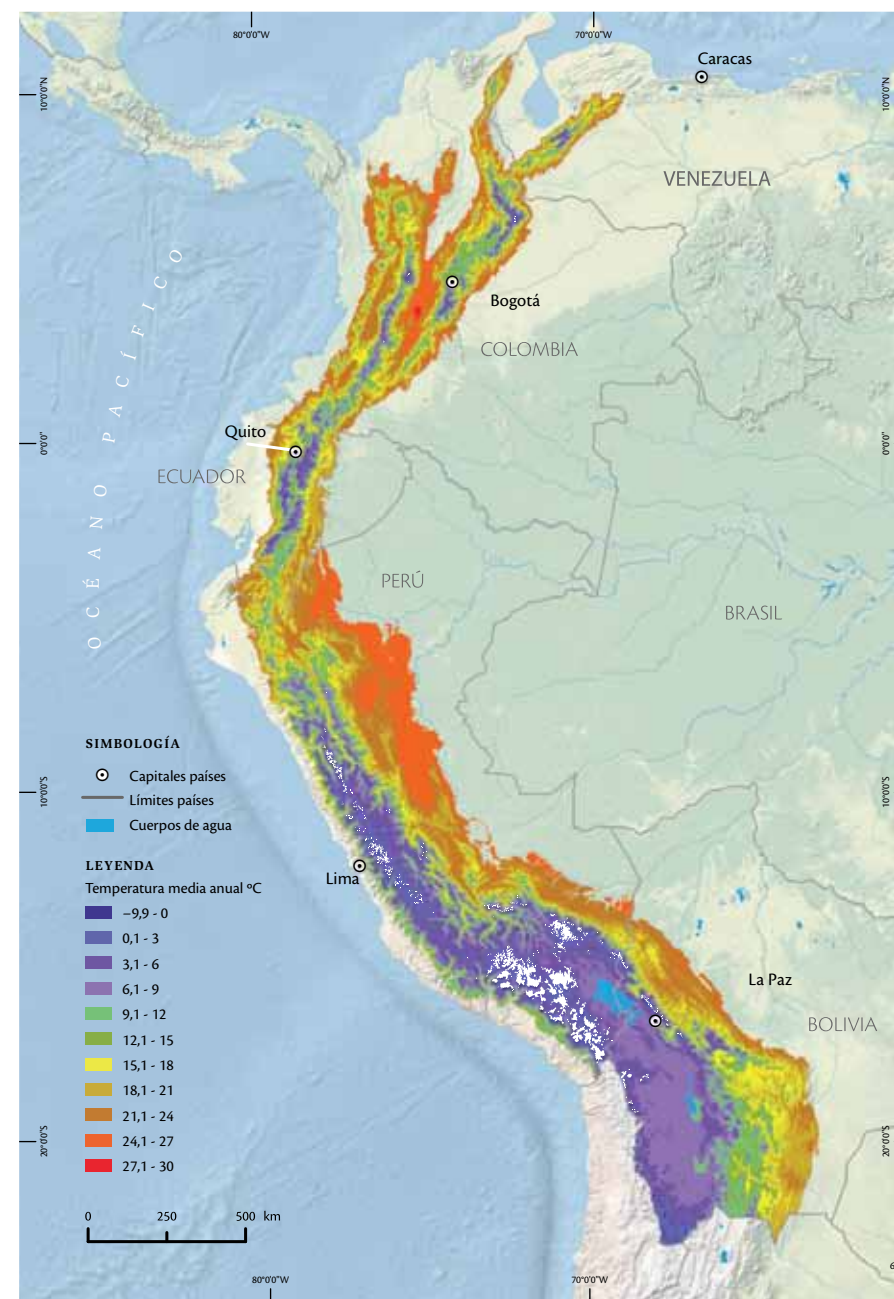 80°0'0"W
70°0'0"W
Caracas
10°0'0"N
10°0'0"N
VENEZUELA
Bogotá
COLOMBIA
OCÉANO PACÍFICO
Quito
0°0'0"
0°0'0"
ECUADOR
PERÚ
BRASIL
SIMBOLOGÍA
Capitales países
Límites países
Cuerpos de agua
10°0'0"S
10°0'0"S
LEYENDA
Temperatura media anual ºC
−9,9 - 0
0,1 - 3
3,1 - 6
6,1 - 9
9,1 - 12
12,1 - 15
15,1 - 18
18,1 - 21
21,1 - 24
24,1 - 27
27,1 - 30
Lima
La Paz
BOLIVIA
20°0'0"S
20°0'0"S
0 250 500 km
80°0'0"W
70°0'0"W
6